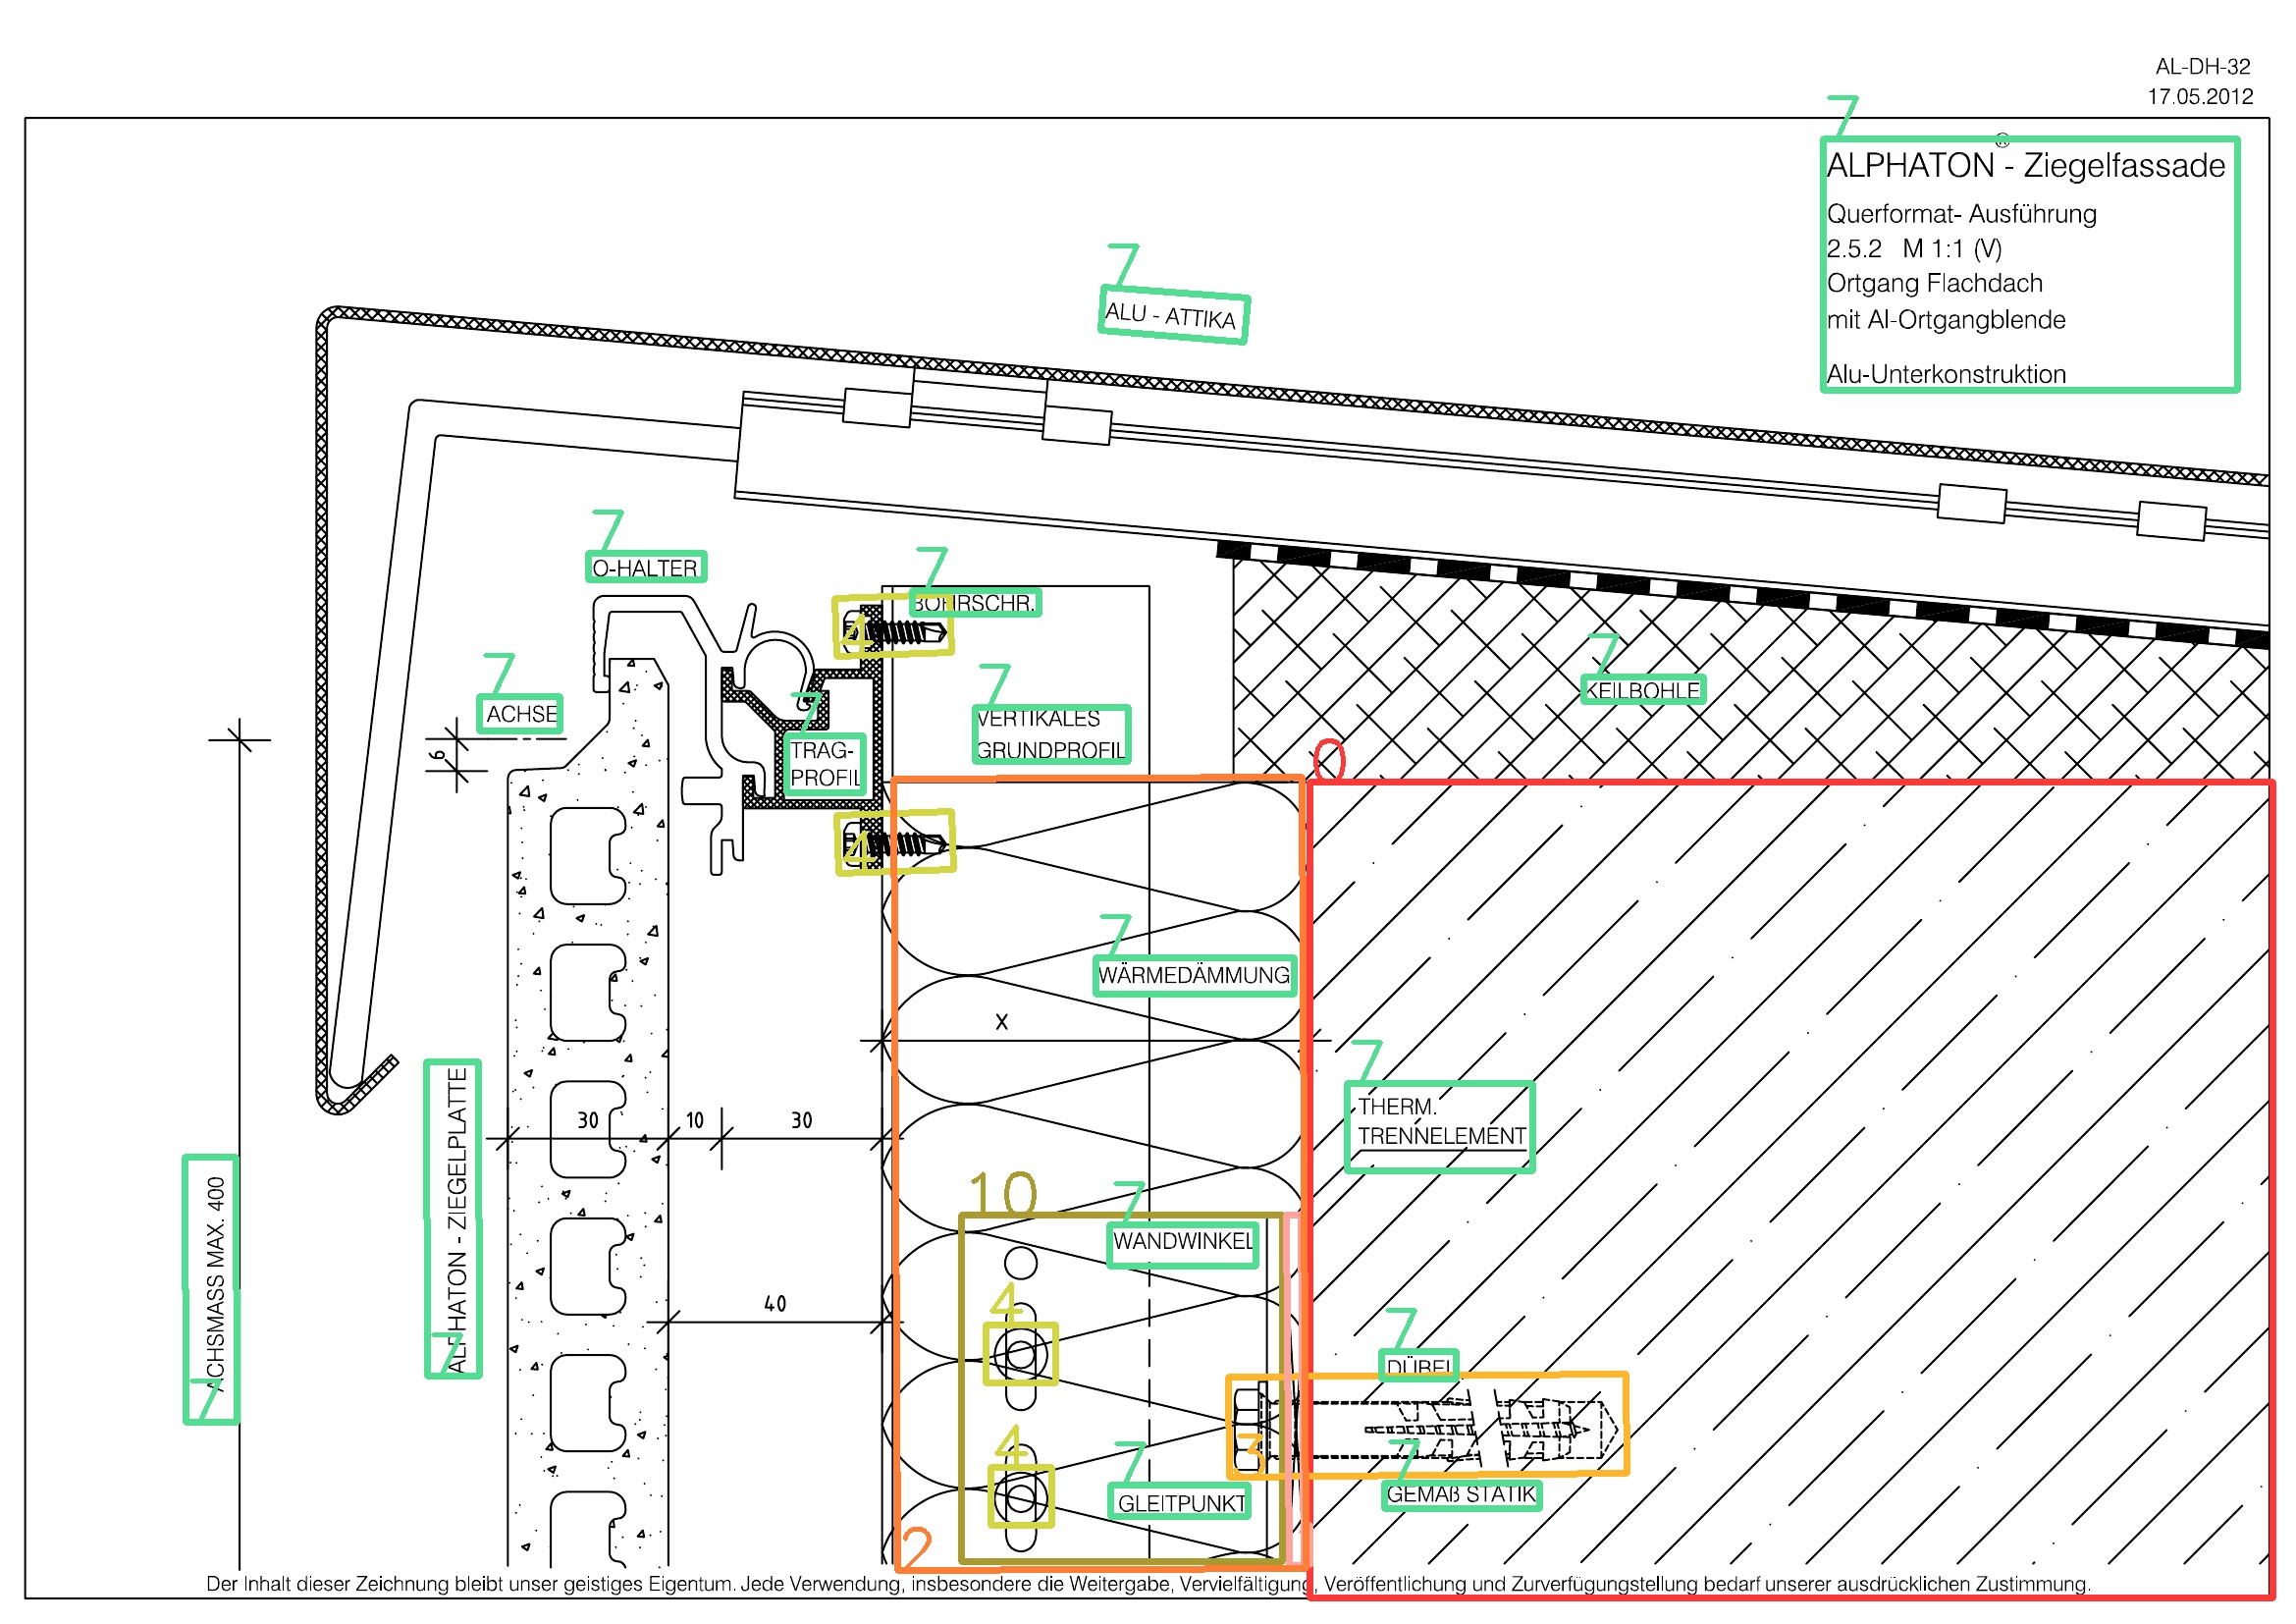 AL-DH-32
17.05.2012
7
ALPHATON® - Ziegelfassade
Querformat- Ausführung
2.5.2 M 1:1 (V)
Ortgang Flachdach
mit Al-Ortgangblende
Alu-Unterkonstruktion
7
ALU - ATTIKA
7
O-HALTER
7
BOHRSCHR.
4
7
KEILBOHLE
7
ACHSE
7
VERTIKALES
GRUNDPROFIL
7
TRAG-
PROFIL
6
0
4
7
WÄRMEDÄMMUNG
X
7
THERM.
TRENNELEMENT
30
10
30
7
ALPHATON - ZIEGELPLATTE
7
ACHSMASS MAX. 400
10
7
WANDWINKEL
40
4
7
DÜBEL
3
4
7
GLEITPUNKT
7
GEMÄß STATIK
2
Der Inhalt dieser Zeichnung bleibt unser geistiges Eigentum. Jede Verwendung, insbesondere die Weitergabe, Vervielfältigung, Veröffentlichung und Zurverfügungstellung bedarf unserer ausdrücklichen Zustimmung.